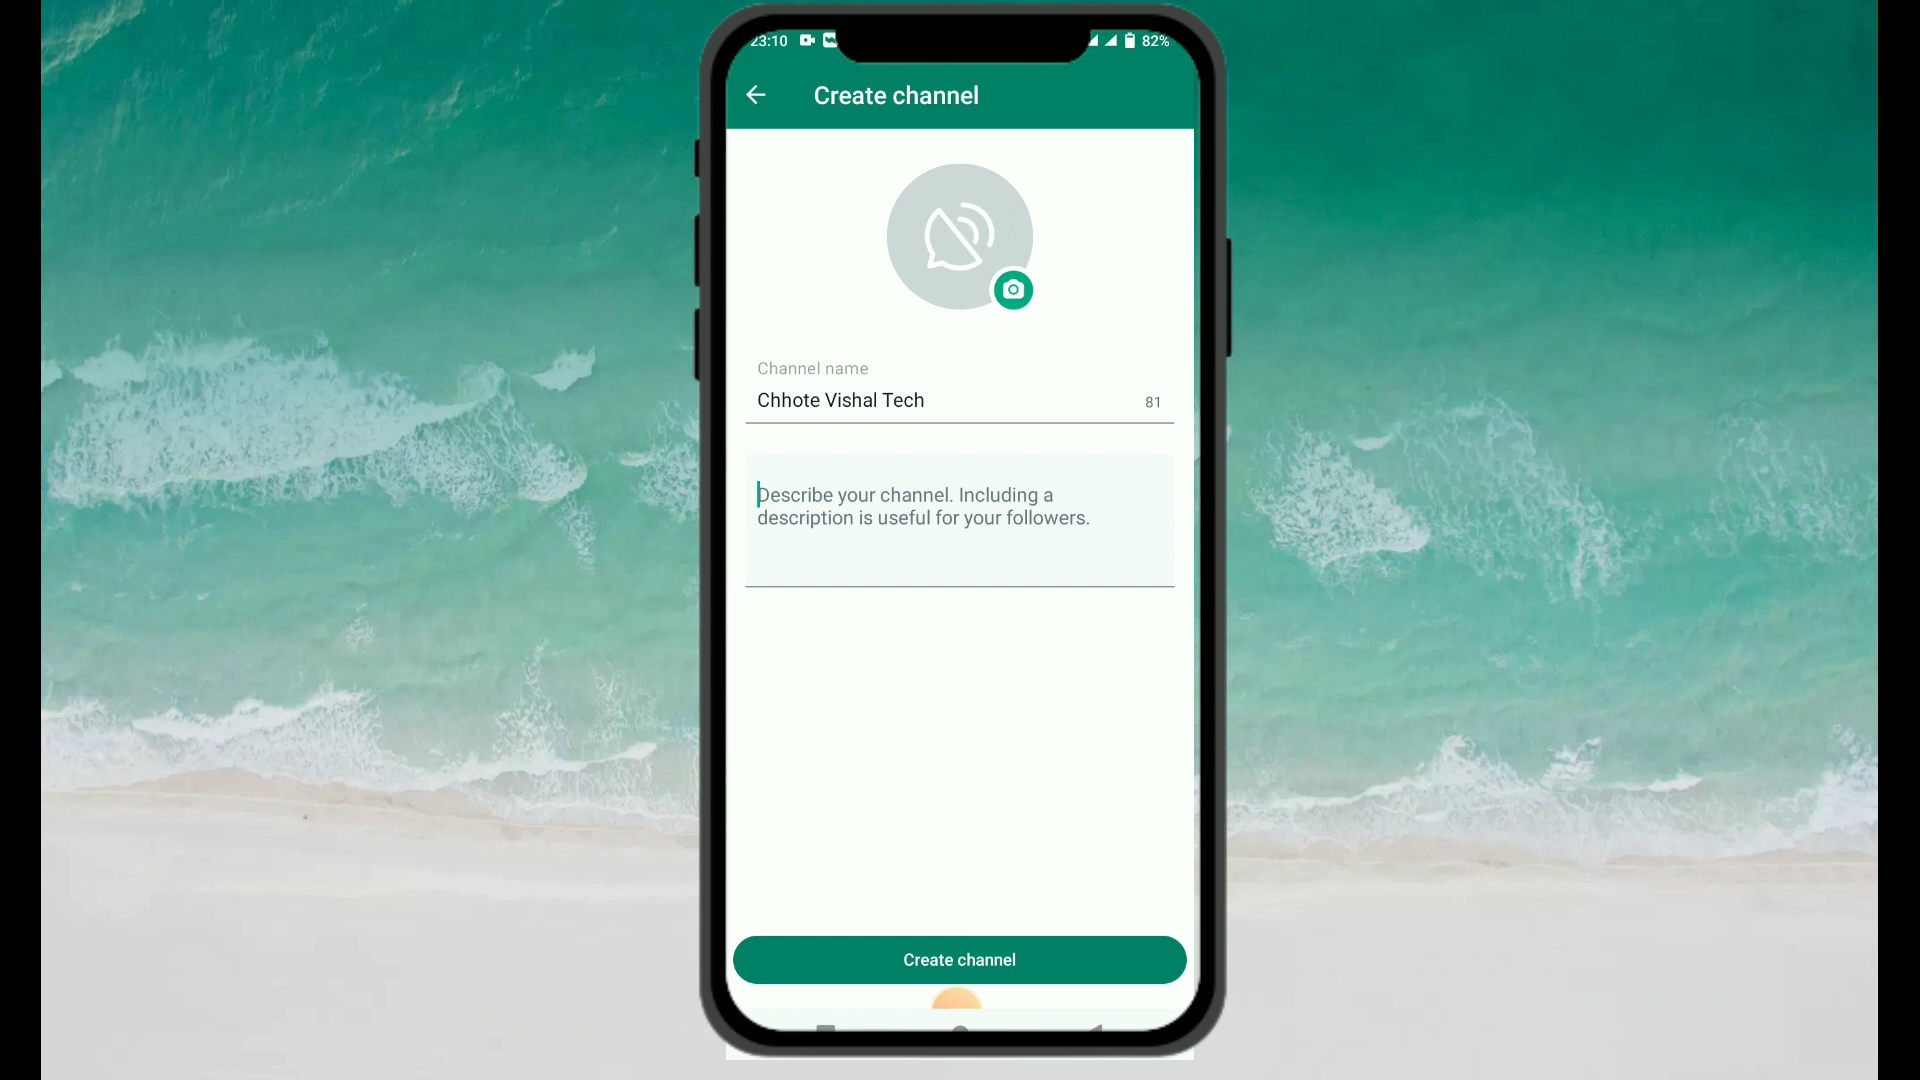 23:10 82%
Create channel
Channel name
Chhote Vishal Tech 81
Describe your channel. Including a
description is useful for your followers.
Create channel